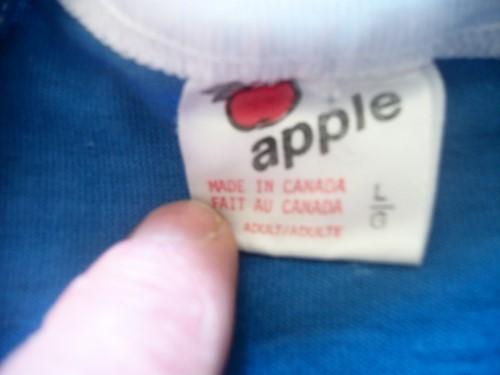 apple
MADE IN CANADA
FAIT AU CANADA
ADULT/ADULTE
L/G